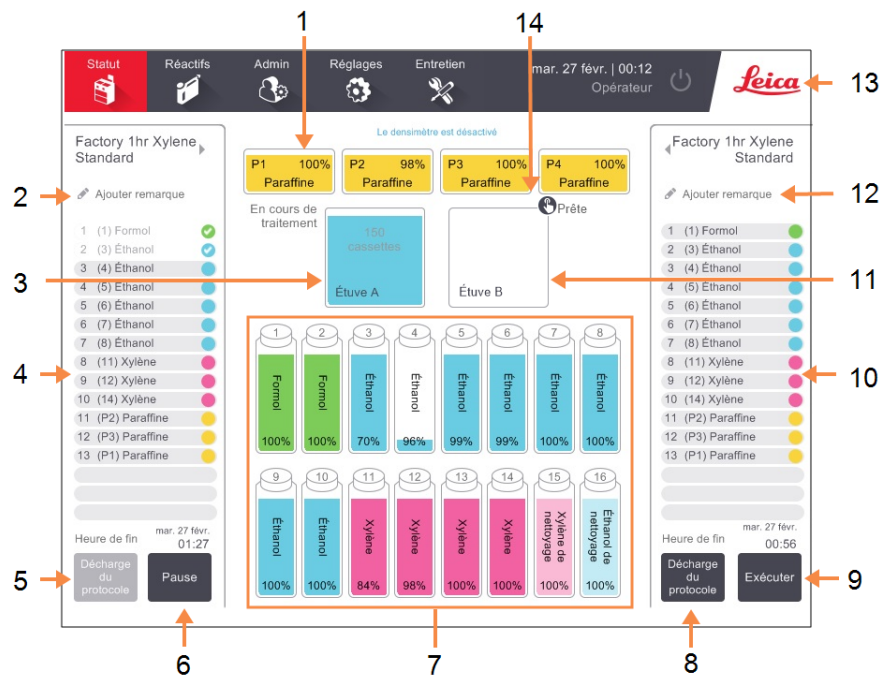 1
14
Statut
Réactifs
Admin
Réglages
Entretien
mar. 27 févr. | 00:12
Opérateur
Leica
13
Le densimètre est désactivé
Factory 1hr Xylene
Standard
2
Ajouter remarque
P1 100%
Paraffine
P2 98%
Paraffine
P3 100%
Paraffine
P4 100%
Paraffine
Factory 1hr Xylene
Standard
Ajouter remarque
12
En cours de
traitement
150
cassettes
Étuve A
3
Prête
Étuve B
11
1 (1) Formol
2 (3) Éthanol
3 (4) Éthanol
4 (5) Éthanol
5 (6) Éthanol
6 (7) Éthanol
7 (8) Éthanol
8 (11) Xylène
9 (12) Xylène
10 (14) Xylène
11 (P2) Paraffine
12 (P3) Paraffine
13 (P1) Paraffine
4
1 Formol 100%
2 Formol 100%
3 Éthanol 70%
4 Éthanol 96%
5 Éthanol 99%
6 Éthanol 99%
7 Éthanol 100%
8 Éthanol 100%
9 Éthanol 100%
10 Éthanol 100%
11 Xylène 84%
12 Xylène 98%
13 Xylène 100%
14 Xylène 100%
15 Xylène de nettoyage 100%
16 Éthanol de nettoyage 100%
1 (1) Formol
2 (3) Éthanol
3 (4) Éthanol
4 (5) Éthanol
5 (6) Éthanol
6 (7) Éthanol
7 (8) Éthanol
8 (11) Xylène
9 (12) Xylène
10 (14) Xylène
11 (P2) Paraffine
12 (P3) Paraffine
13 (P1) Paraffine
10
Heure de fin
mar. 27 févr.
01:27
Décharge
du
protocole
Pause
5
Heure de fin
mar. 27 févr.
00:56
Décharge
du
protocole
Exécuter
9
6
7
8